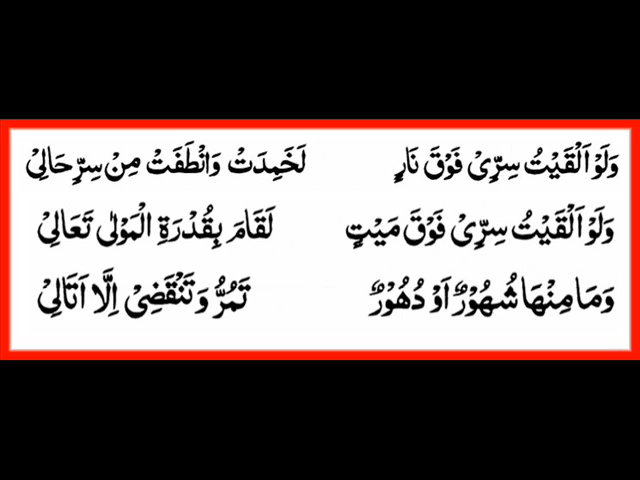 وَلَوْ اَلْقَيْتُ سِرِّىْ فَوْقَ نَارٍ لَخَمِدَتْ وَانْطَفَتْ مِنْ سِرِّحَالِىْ
وَلَوْ اَلْقَيْتُ سِرِّىْ فَوْقَ مَيْتٍ لَقَامَ بِقُدْرَةِ الْمَوْلٰى تَعَالِىْ
وَمَا مِنْهَا شُهُوْرٌ اَوْ دُهُوْرٌ تَمُرُّ وَتَنْقَضِىْ اِلَّا اَتَالِىْ